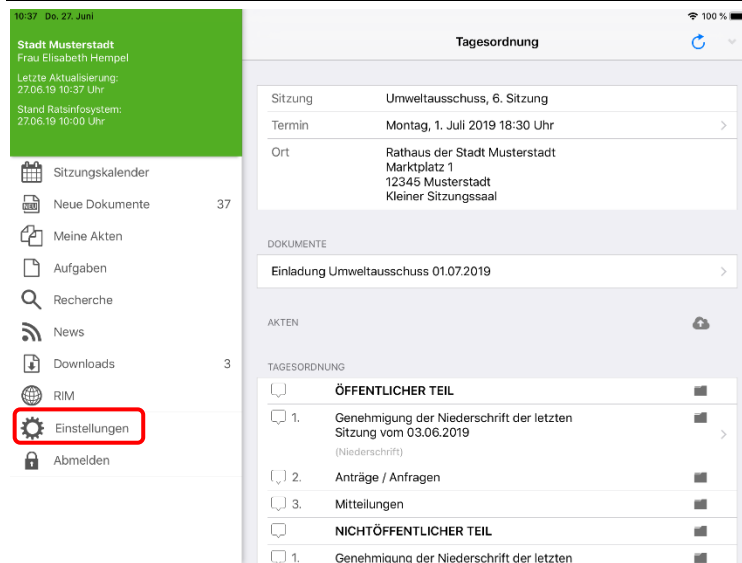 10:37 Do. 27. Juni
100 %
Stadt Musterstadt
Frau Elisabeth Hempel
Letzte Aktualisierung:
27.06.19 10:37 Uhr
Stand Ratsinfosystem:
27.06.19 10:00 Uhr
Sitzungskalender
NEU
Neue Dokumente 37
Meine Akten
Aufgaben
Recherche
News
Downloads 3
RIM
Einstellungen
Abmelden
Tagesordnung
Sitzung Umweltausschuss, 6. Sitzung
Termin Montag, 1. Juli 2019 18:30 Uhr
Ort Rathaus der Stadt Musterstadt
Marktplatz 1
12345 Musterstadt
Kleiner Sitzungssaal
DOKUMENTE
Einladung Umweltausschuss 01.07.2019
AKTEN
TAGESORDNUNG
ÖFFENTLICHER TEIL
1. Genehmigung der Niederschrift der letzten
Sitzung vom 03.06.2019
(Niederschrift)
2. Anträge / Anfragen
3. Mitteilungen
NICHTÖFFENTLICHER TEIL
1. Genehmigung der Niederschrift der letzten